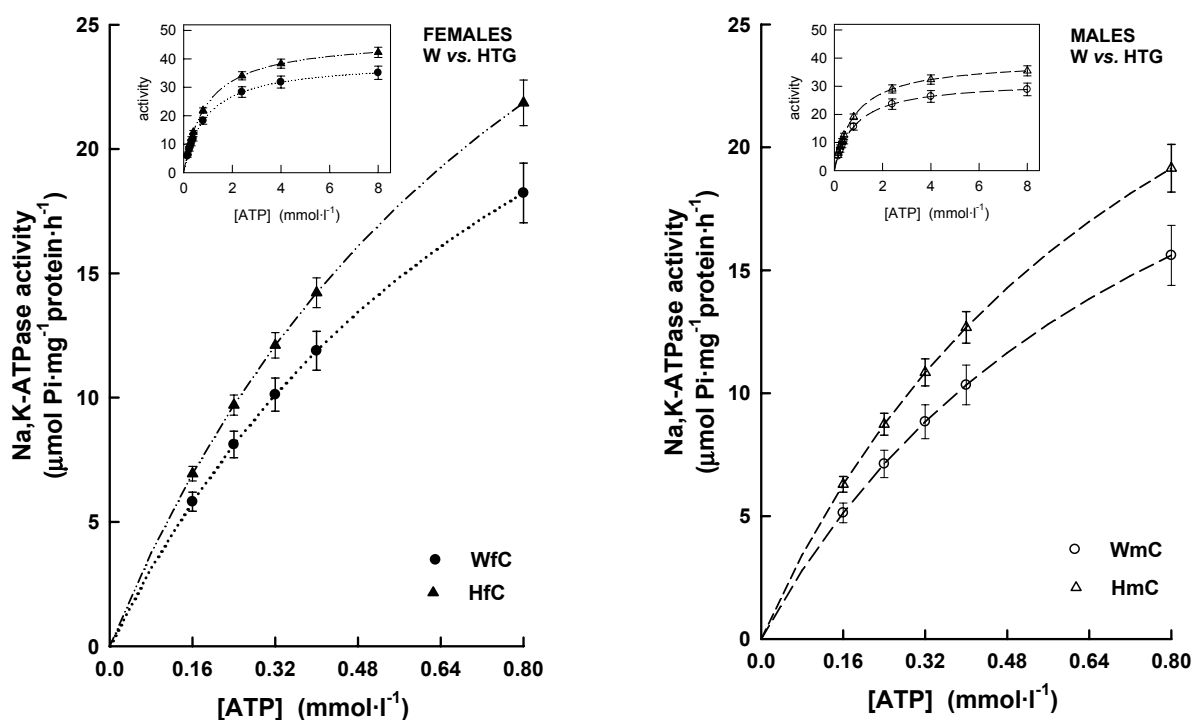 FEMALES
W vs. HTG
50
40
30
20
10
0
activity
0 2 4 6 8
[ATP] (mmol·l-1)
25
20
15
10
5
0
Na,K-ATPase activity
(μmol Pi·mg-1protein·h-1)
WfC
HfC
0.0 0.16 0.32 0.48 0.64 0.80
[ATP] (mmol·l-1)
MALES
W vs. HTG
50
40
30
20
10
0
activity
0 2 4 6 8
[ATP] (mmol·l-1)
25
20
15
10
5
0
Na,K-ATPase activity
(μmol Pi·mg-1protein·h-1)
WmC
HmC
0.0 0.16 0.32 0.48 0.64 0.80
[ATP] (mmol·l-1)